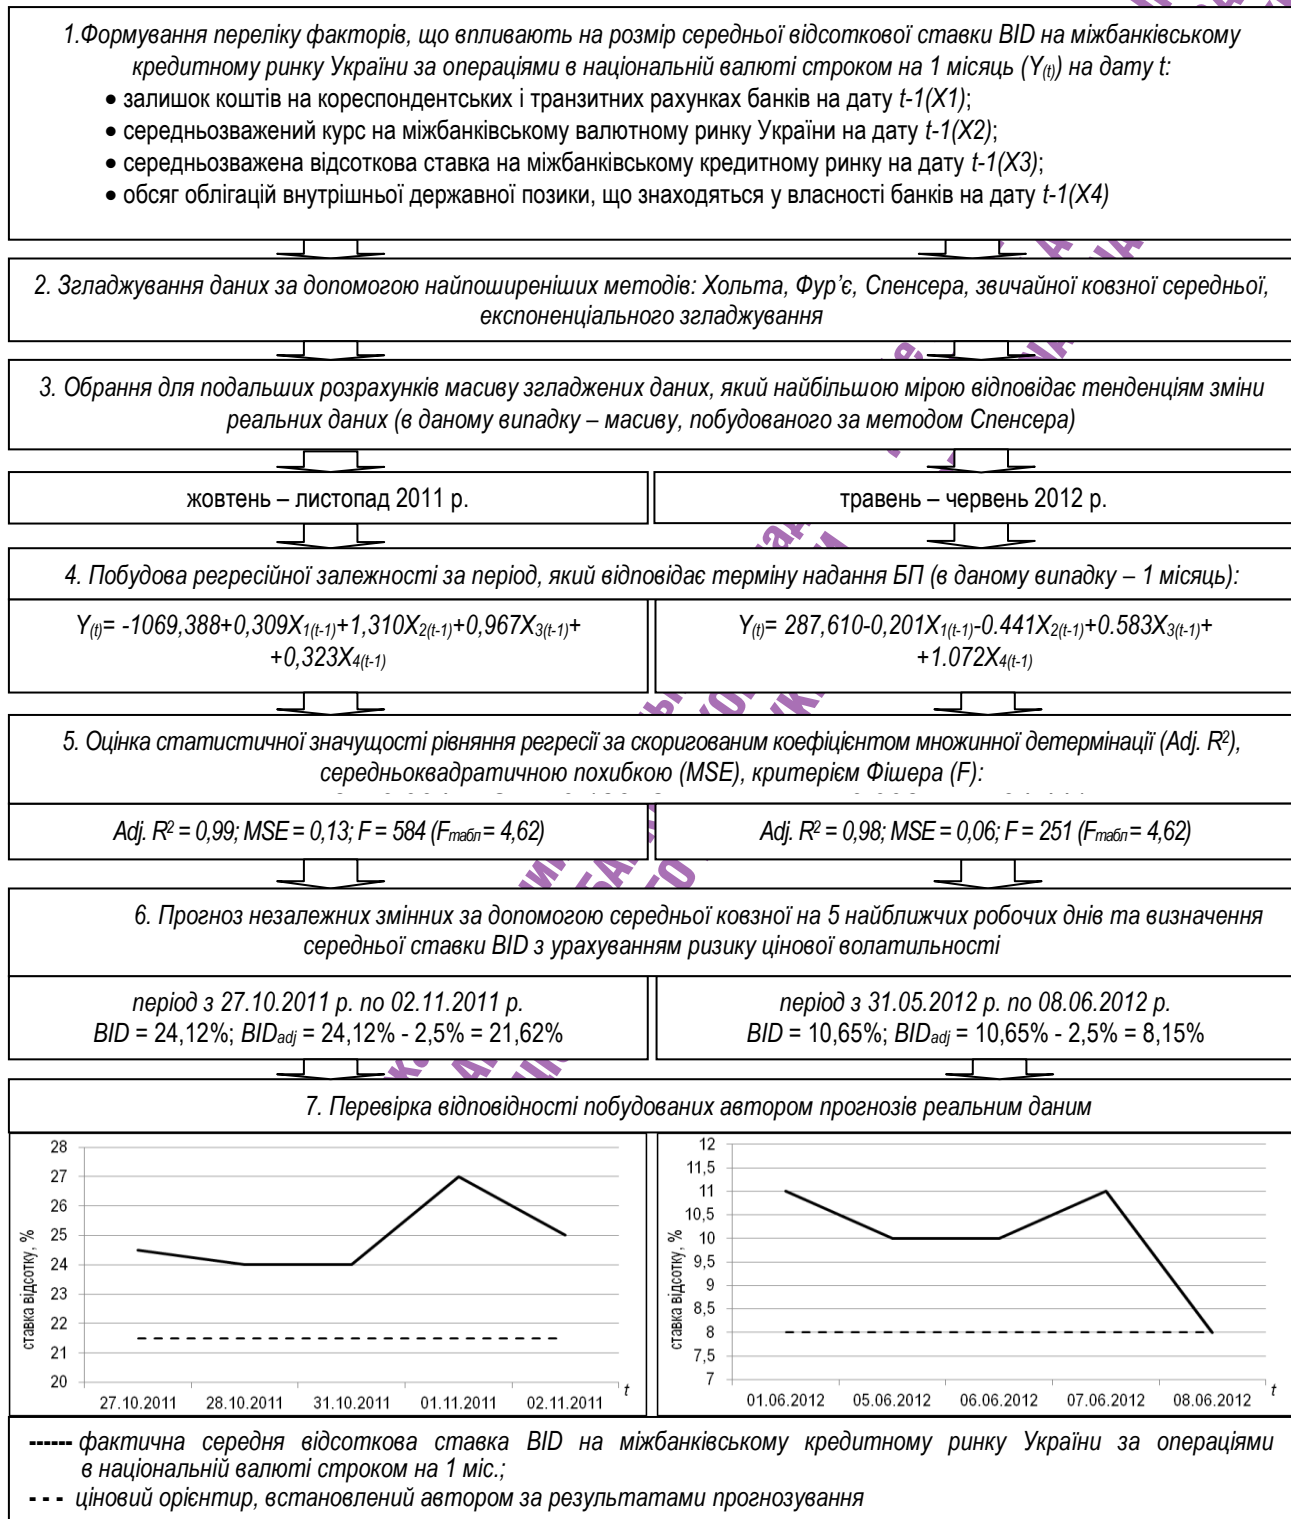 1.Формування переліку факторів, що впливають на розмір середньої відсоткової ставки BID на міжбанківському
кредитному ринку України за операціями в національній валюті строком на 1 місяць (Y(t)) на дату t:
• залишок коштів на кореспондентських і транзитних рахунках банків на дату t-1(X1);
• середньозважений курс на міжбанківському валютному ринку України на дату t-1(X2);
• середньозважена відсоткова ставка на міжбанківському кредитному ринку на дату t-1(X3);
• обсяг облігацій внутрішньої державної позики, що знаходяться у власності банків на дату t-1(X4)
2. Згладжування даних за допомогою найпоширеніших методів: Хольта, Фур’є, Спенсера, звичайної ковзної середньої,
експоненціального згладжування
3. Обрання для подальших розрахунків масиву згладжених даних, який найбільшою мірою відповідає тенденціям зміни
реальних даних (в даному випадку – масиву, побудованого за методом Спенсера)
жовтень – листопад 2011 р.
травень – червень 2012 р.
4. Побудова регресійної залежності за період, який відповідає терміну надання БП (в даному випадку – 1 місяць):
Y(t)= -1069,388+0,309X1(t-1)+1,310X2(t-1)+0,967X3(t-1)+
+0,323X4(t-1)
Y(t)= 287,610-0,201X1(t-1)-0.441X2(t-1)+0.583X3(t-1)+
+1.072X4(t-1)
5. Оцінка статистичної значущості рівняння регресії за скоригованим коефіцієнтом множинної детермінації (Adj. R²),
середньоквадратичною похибкою (MSE), критерієм Фішера (F):
Adj. R² = 0,99; MSE = 0,13; F = 584 (Fтабл= 4,62)
Adj. R² = 0,98; MSE = 0,06; F = 251 (Fтабл= 4,62)
6. Прогноз незалежних змінних за допомогою середньої ковзної на 5 найближчих робочих днів та визначення
середньої ставки BID з урахуванням ризику цінової волатильності
період з 27.10.2011 р. по 02.11.2011 р.
BID = 24,12%; BIDadj = 24,12% - 2,5% = 21,62%
період з 31.05.2012 р. по 08.06.2012 р.
BID = 10,65%; BIDadj = 10,65% - 2,5% = 8,15%
7. Перевірка відповідності побудованих автором прогнозів реальним даним
ставка відсотку, %
28
27
26
25
24
23
22
21
20
27.10.2011 28.10.2011 31.10.2011 01.11.2011 02.11.2011
t
ставка відсотку, %
12
11,5
11
10,5
10
9,5
9
8,5
8
7,5
7
01.06.2012 05.06.2012 06.06.2012 07.06.2012 08.06.2012
t
------ фактична середня відсоткова ставка BID на міжбанківському кредитному ринку України за операціями
в національній валюті строком на 1 міс.;
- - - ціновий орієнтир, встановлений автором за результатами прогнозування